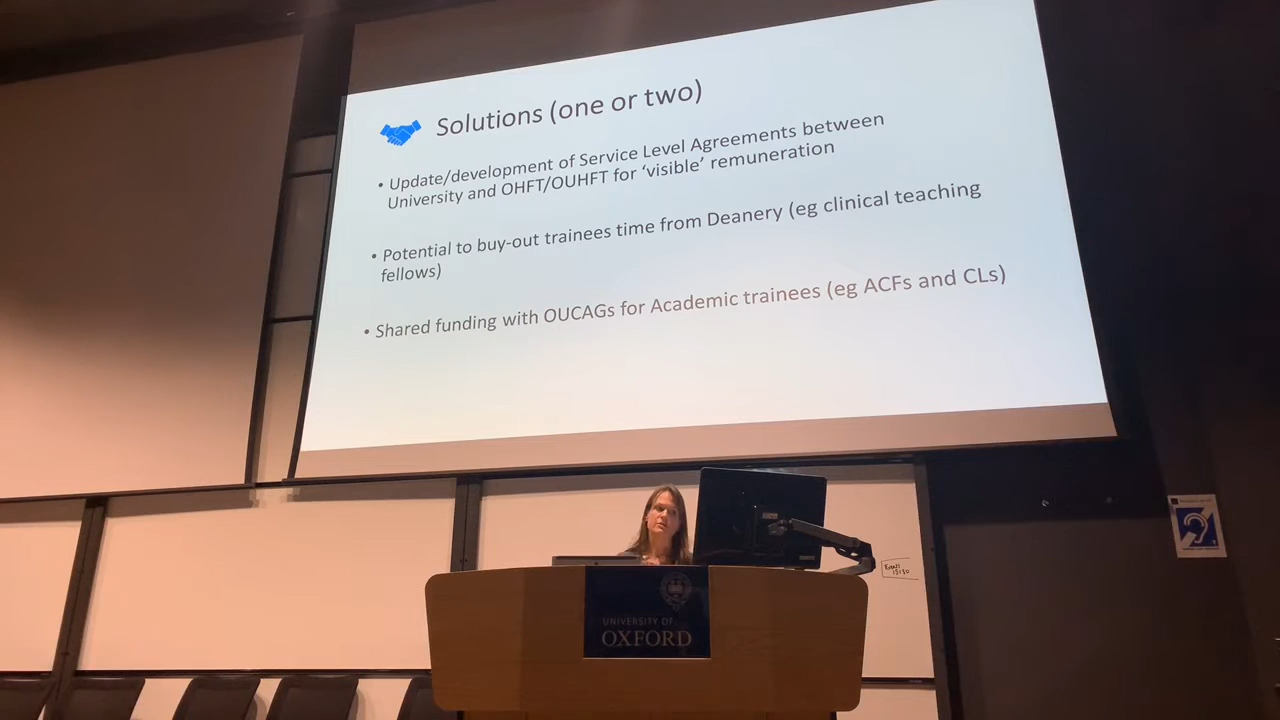 Solutions (one or two)
• Update/development of Service Level Agreements between
University and OHFT/OUHFT for ‘visible’ remuneration
• Potential to buy-out trainees time from Deanery (eg clinical teaching
fellows)
• Shared funding with OUCAGs for Academic trainees (eg ACFs and CLs)
UNIVERSITY OF
OXFORD